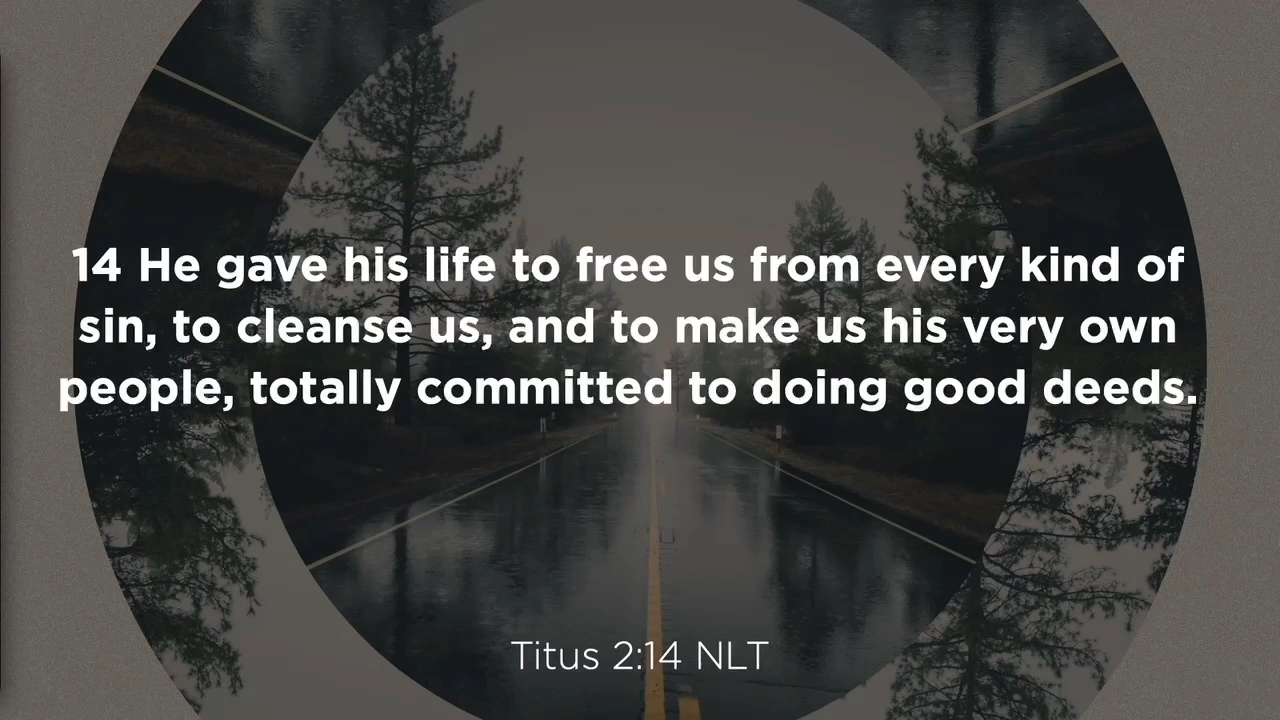 14 He gave his life to free us from every kind of
sin, to cleanse us, and to make us his very own
people, totally committed to doing good deeds.
Titus 2:14 NLT